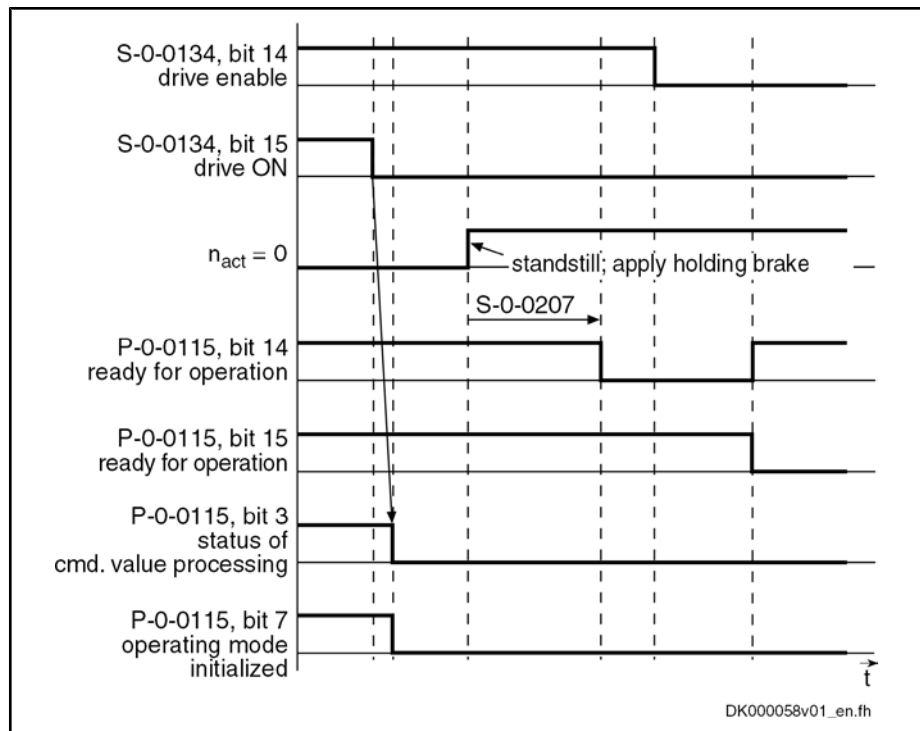 S-0-0134, bit 14
drive enable
S-0-0134, bit 15
drive ON
nact = 0
standstill; apply holding brake
S-0-0207
P-0-0115, bit 14
ready for operation
P-0-0115, bit 15
ready for operation
P-0-0115, bit 3
status of
cmd. value processing
P-0-0115, bit 7
operating mode
initialized
t
DK000058v01_en.fh